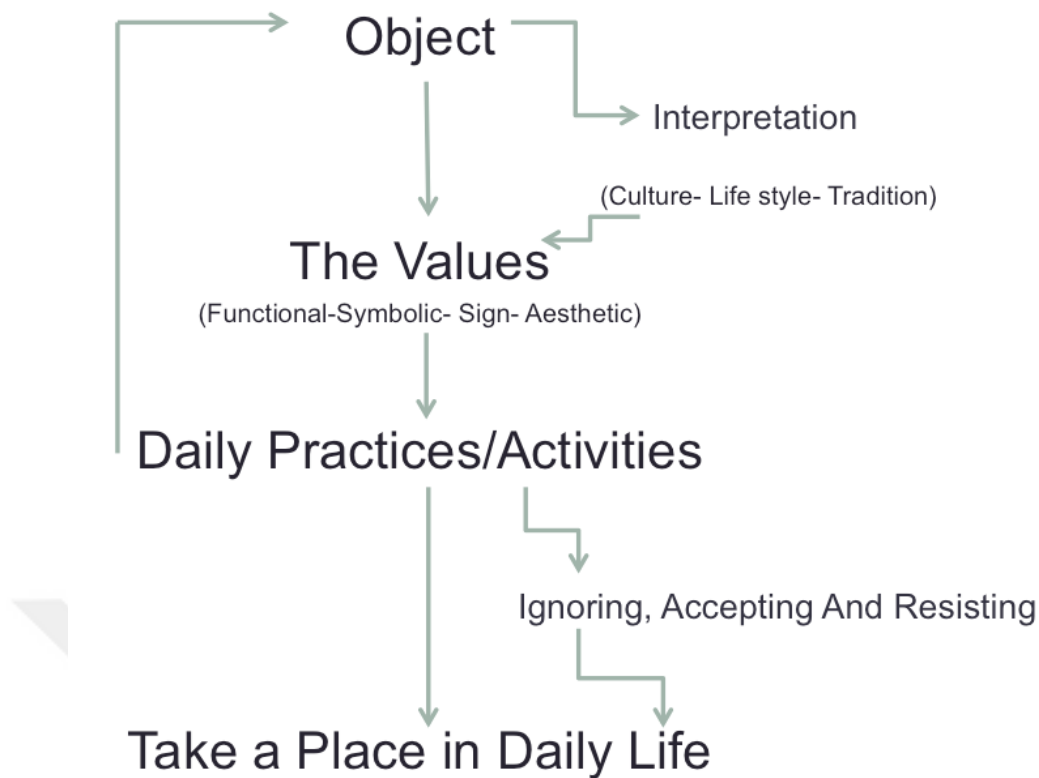 Object
Interpretation
(Culture- Life style- Tradition)
The Values
(Functional-Symbolic- Sign- Aesthetic)
Daily Practices/Activities
Ignoring, Accepting And Resisting
Take a Place in Daily Life